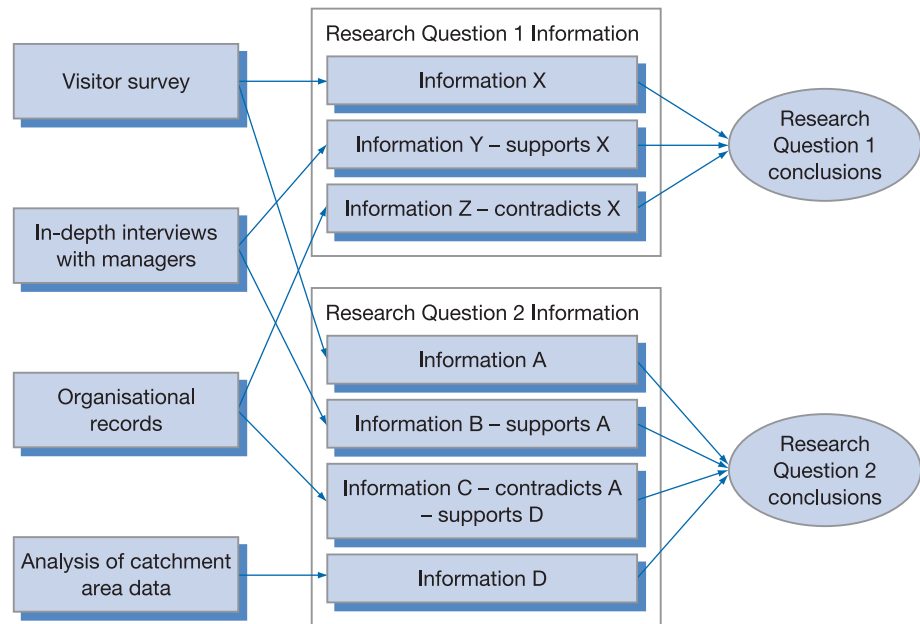 Visitor survey
In-depth interviews
with managers
Organisational
records
Analysis of catchment
area data
Research Question 1 Information
Information X
Information Y – supports X
Information Z – contradicts X
Research Question 2 Information
Information A
Information B – supports A
Information C – contradicts A
– supports D
Information D
Research
Question 1
conclusions
Research
Question 2
conclusions